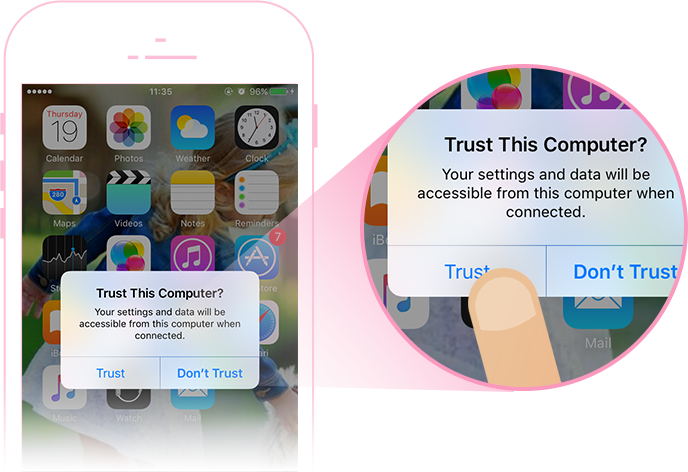 11:35
96%
Thursday
19
Calendar
Photos
Weather
Clock
280
Maps
Videos
Notes
Reminders
7
Trust This Computer?
Your settings and data will be
accessible from this computer when
connected.
Trust
Don’t Trust
Music
Watch
Mail
Trust This Computer?
Your settings and data will be
accessible from this computer when
connected.
Trust
Don’t Trust
Mail